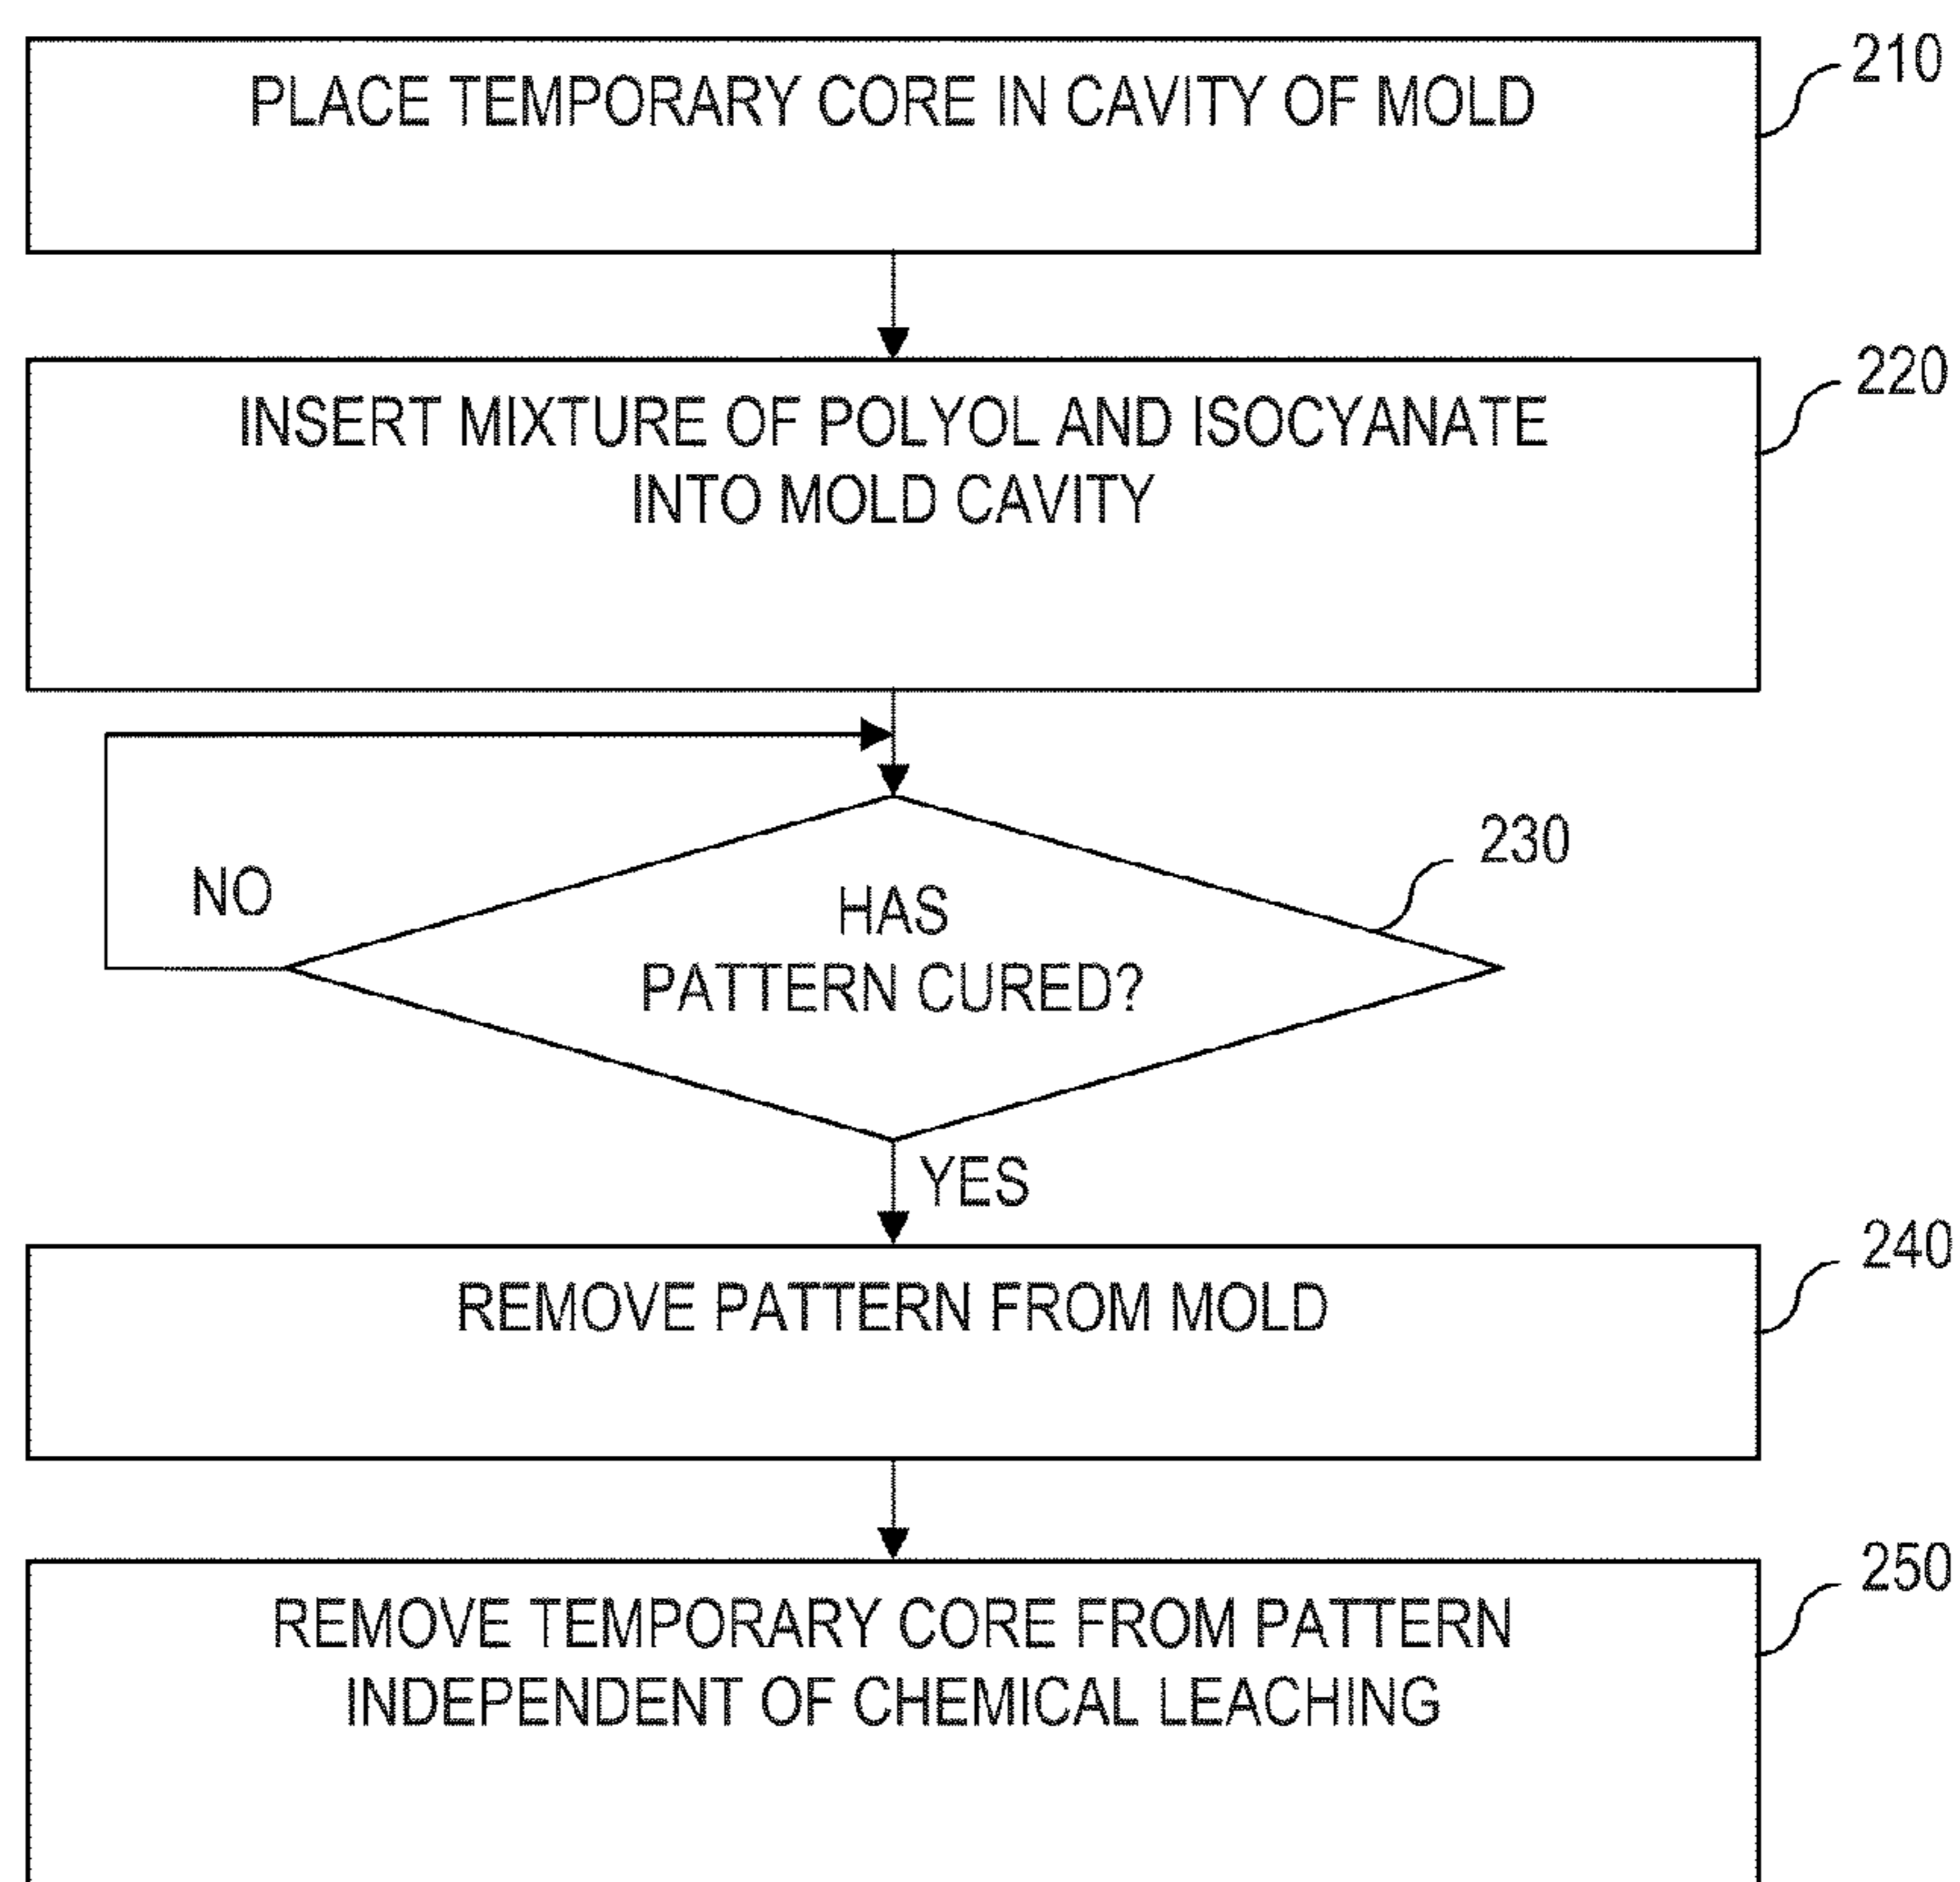 PLACE TEMPORARY CORE IN CAVITY OF MOLD
210
INSERT MIXTURE OF POLYOL AND ISOCYANATE
INTO MOLD CAVITY
220
NO
HAS
PATTERN CURED?
230
YES
REMOVE PATTERN FROM MOLD
240
REMOVE TEMPORARY CORE FROM PATTERN
INDEPENDENT OF CHEMICAL LEACHING
250